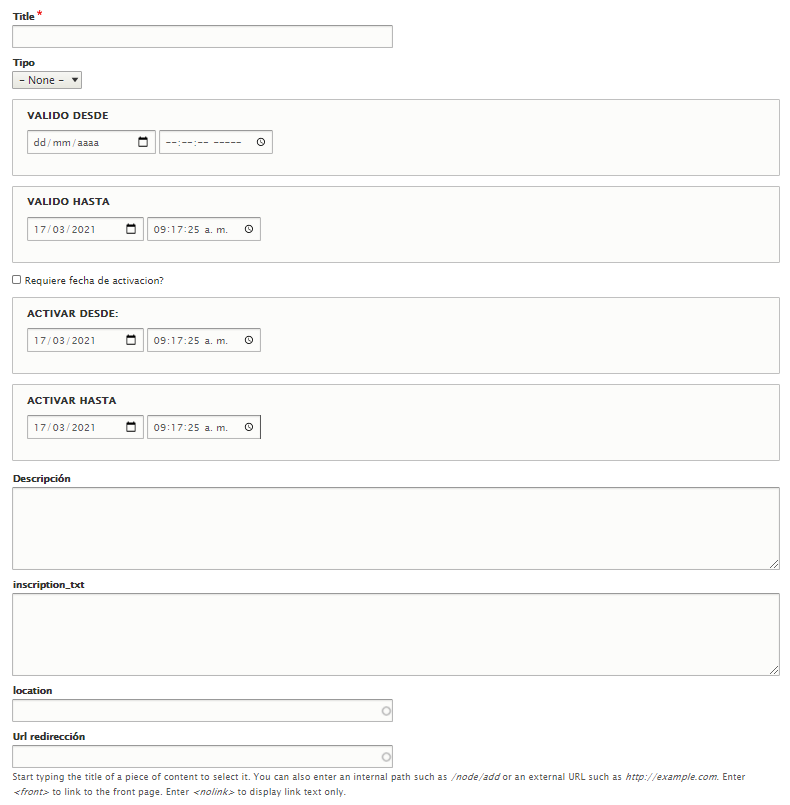 Title *
Tipo
- None -
VALIDO DESDE
dd/mm/aaaa --:--:-- -----
VALIDO HASTA
17/03/2021 09:17:25 a. m.
Requiere fecha de activacion?
ACTIVAR DESDE:
17/03/2021 09:17:25 a. m.
ACTIVAR HASTA
17/03/2021 09:17:25 a. m.
Descripción
inscription_txt
location
Url redirección
Start typing the title of a piece of content to select it. You can also enter an internal path such as /node/add or an external URL such as http://example.com. Enter
<front> to link to the front page. Enter <nolink> to display link text only.